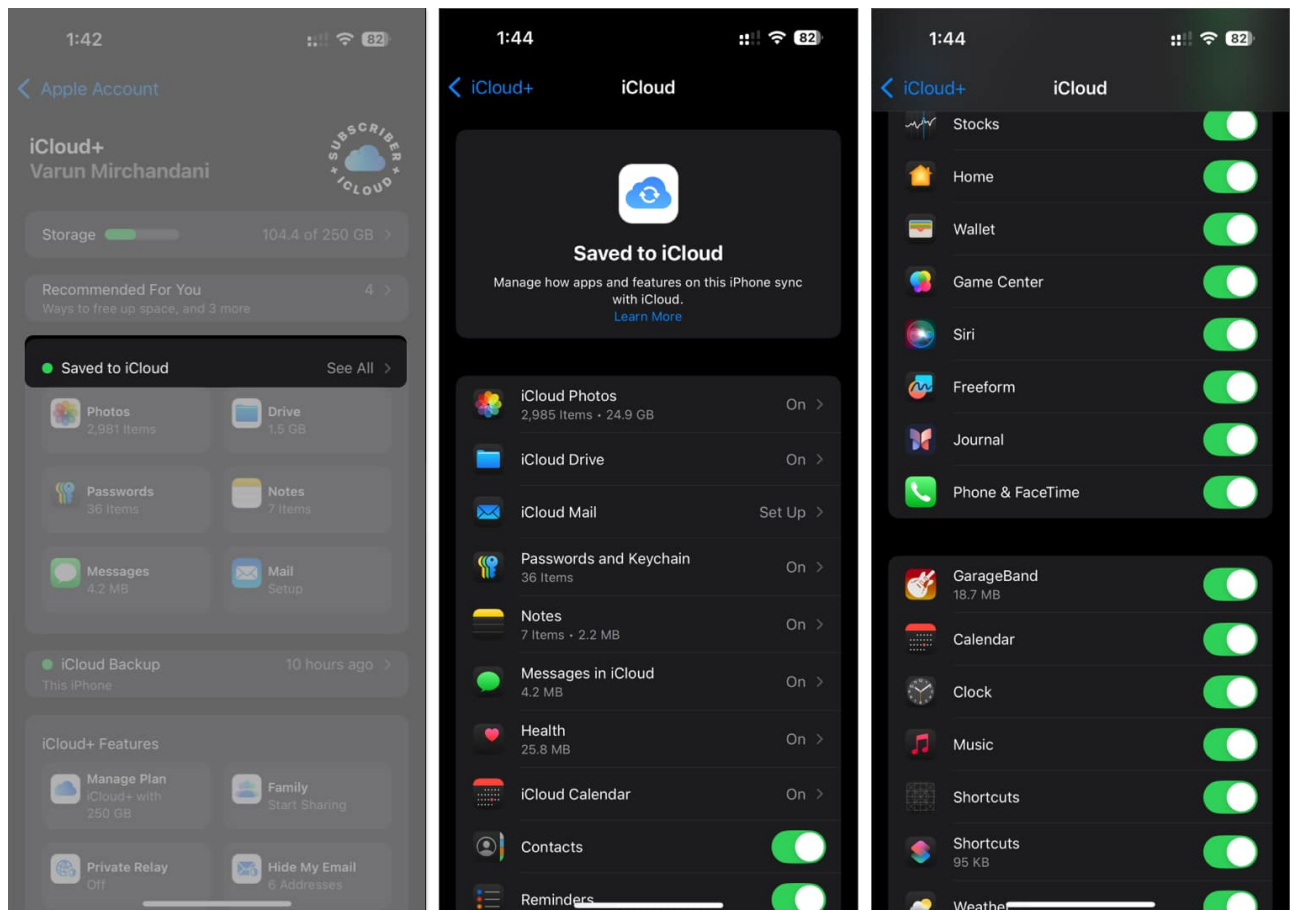 1:42
82
Apple Account
iCloud+
Varun Mirchandani
SUBSCRIBER
ICLOUD
Storage
104.4 of 250 GB
Recommended For You
4
Ways to free up space, and 3 more
Saved to iCloud
See All
Photos
2,981 Items
Drive
1.5 GB
Passwords
36 Items
Notes
7 Items
Messages
4.2 MB
Mail
Setup
iCloud Backup
10 hours ago
This iPhone
iCloud+ Features
Manage Plan
iCloud+ with
250 GB
Family
Start Sharing
Private Relay
Off
Hide My Email
6 Addresses
1:44
82
iCloud+
iCloud
Saved to iCloud
Manage how apps and features on this iPhone sync
with iCloud.
Learn More
iCloud Photos
2,985 Items • 24.9 GB
On
iCloud Drive
On
iCloud Mail
Set Up
Passwords and Keychain
36 Items
On
Notes
7 Items • 2.2 MB
On
Messages in iCloud
4.2 MB
On
Health
25.8 MB
On
iCloud Calendar
On
Contacts
Reminders
1:44
82
iCloud+
iCloud
Stocks
Home
Wallet
Game Center
Siri
Freeform
Journal
Phone & FaceTime
GarageBand
18.7 MB
Calendar
Clock
Music
Shortcuts
Shortcuts
95 KB
Weather